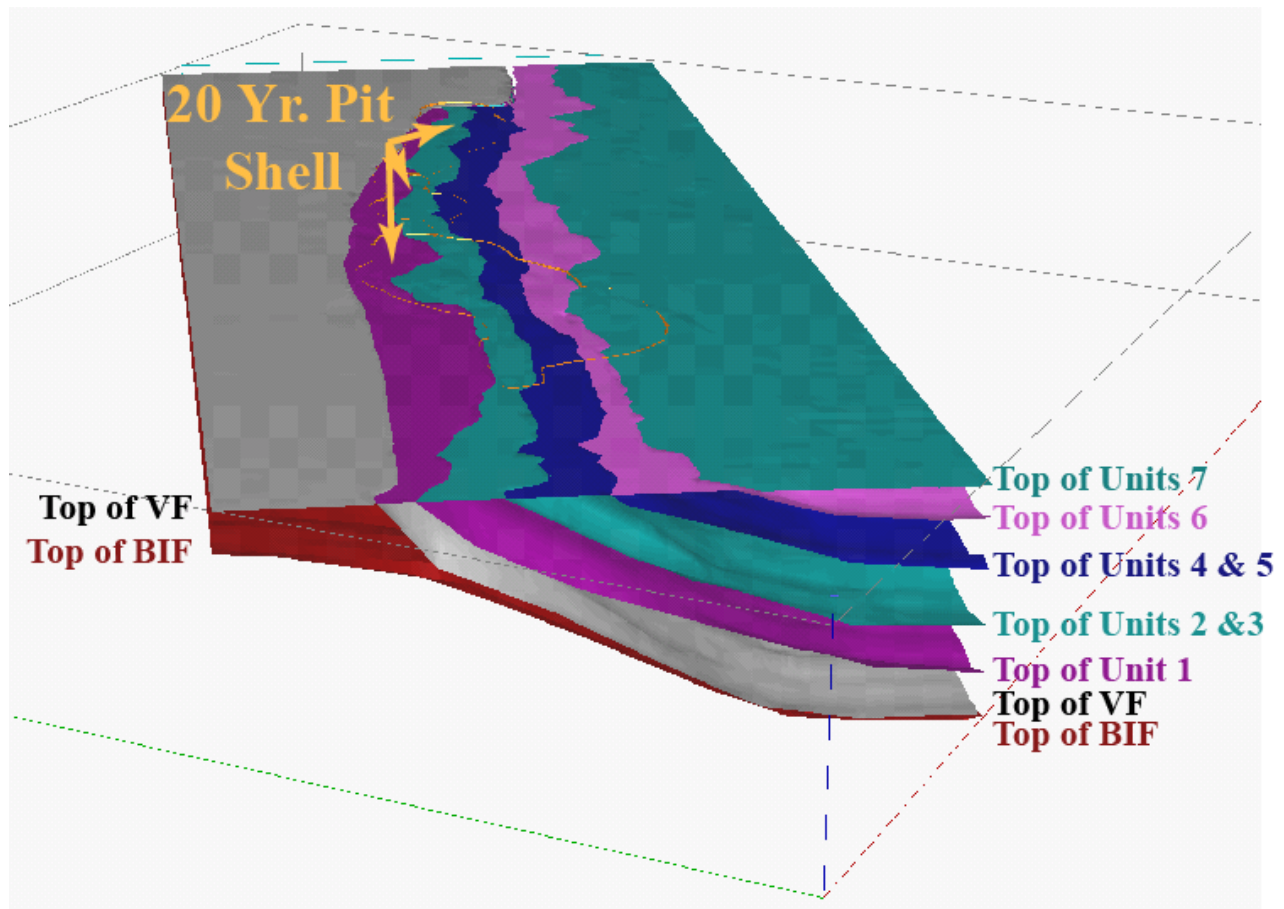 20 Yr. Pit
Shell
Top of VF
Top of BIF
Top of Units 7
Top of Units 6
Top of Units 4 & 5
Top of Units 2 &3
Top of Unit 1
Top of VF
Top of BIF